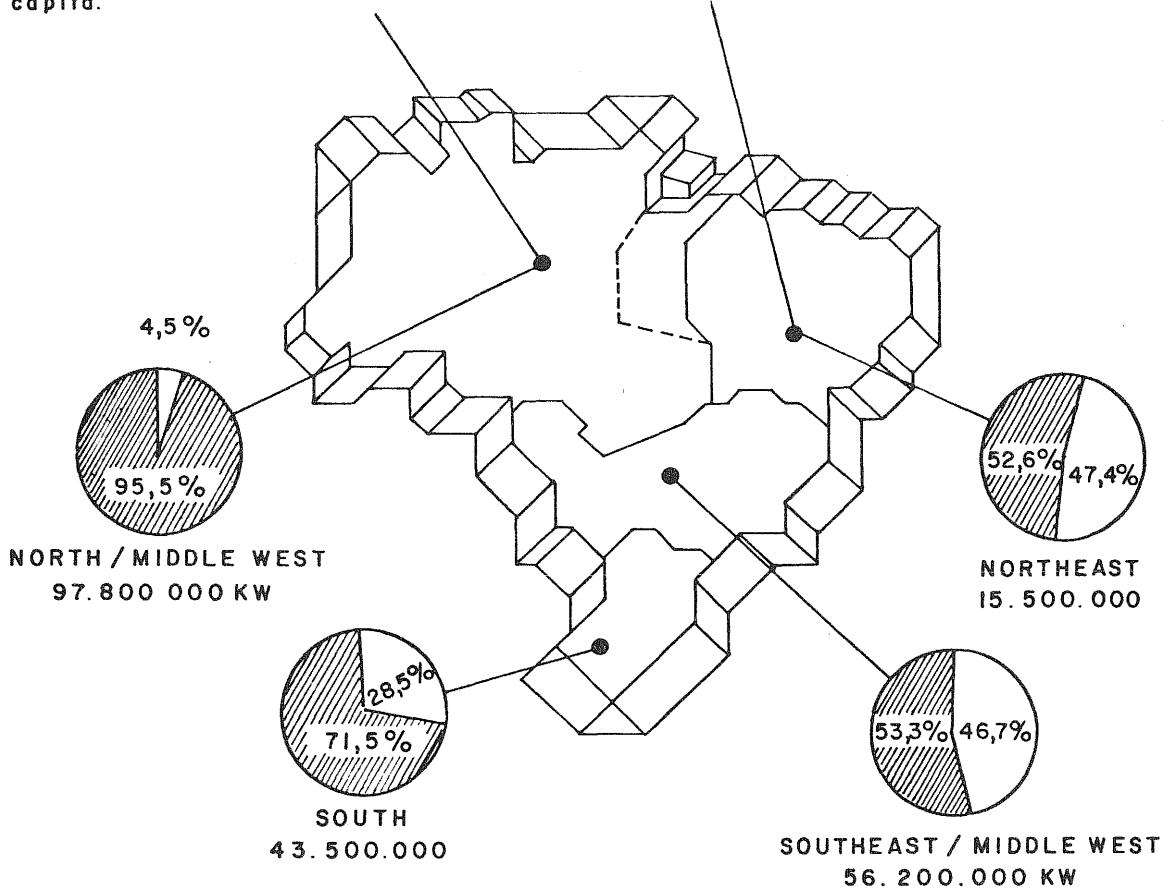 capita.
4,5%
95,5%
NORTH / MIDDLE WEST
97.800 000 KW
52,6% 47,4%
NORTHEAST
15.500.000
28,5%
71,5%
SOUTH
43.500.000
53,3% 46,7%
SOUTHEAST / MIDDLE WEST
56.200.000 KW